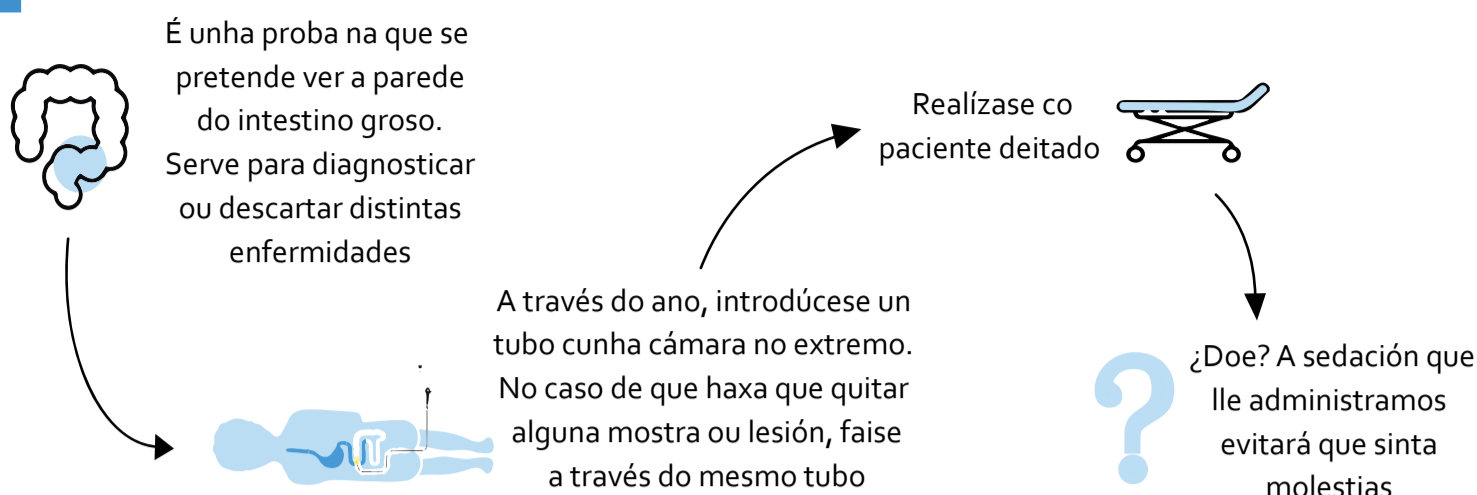 É unha proba na que se
pretende ver a parede
do intestino groso.
Serve para diagnosticar
ou descartar distintas
enfermidades
A través do ano, introdúcese un
tubo cunha cámara no extremo.
No caso de que haxa que quitar
alguna mostra ou lesión, faise
a través do mesmo tubo
Realízase co
paciente deitado
¿Doe? A sedación que
lle administramos
evitará que sinta
molestias